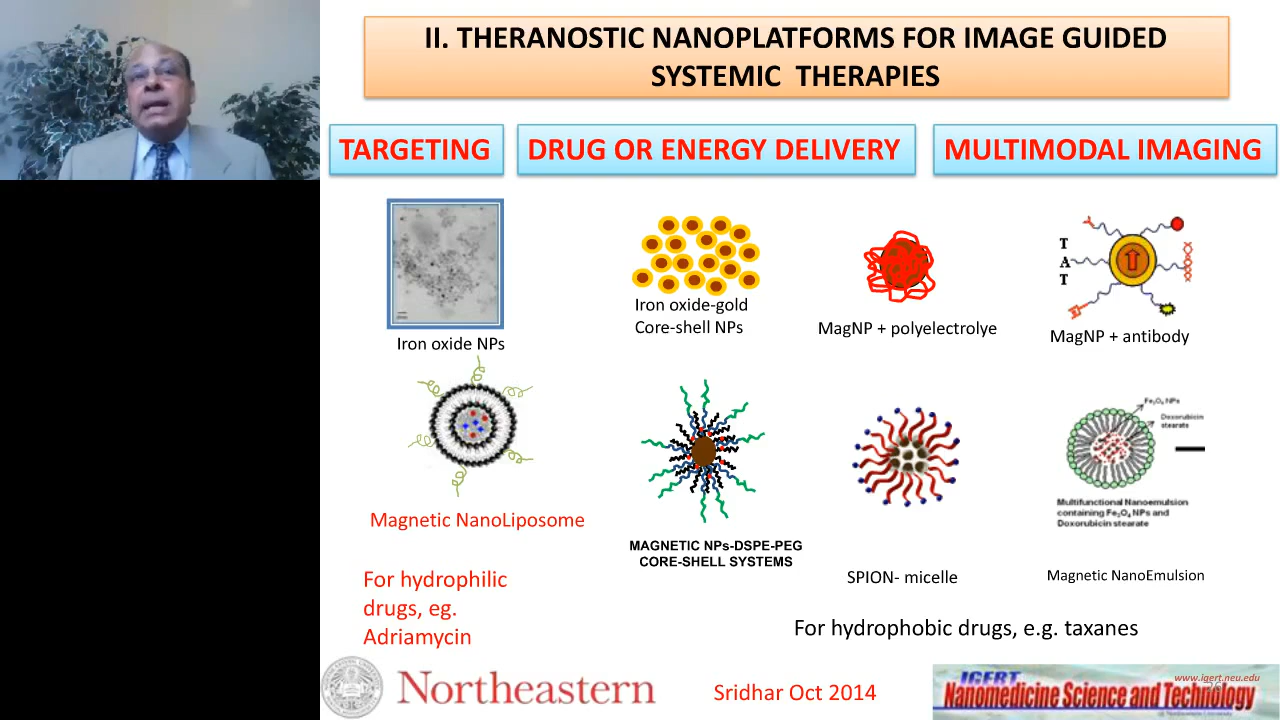 II. THERANOSTIC NANOPLATFORMS FOR IMAGE GUIDED
SYSTEMIC THERAPIES
TARGETING
DRUG OR ENERGY DELIVERY
MULTIMODAL IMAGING
Iron oxide NPs
Iron oxide-gold
Core-shell NPs
MagNP + polyelectrolye
T
A
T
MagNP + antibody
Magnetic NanoLiposome
MAGNETIC NPs-DSPE-PEG
CORE-SHELL SYSTEMS
SPION- micelle
Fe₃O₄ NPs
Doxorubicin
stearate
Multifunctional Nanoemulsion
containing Fe₃O₄ NPs and
Doxorubicin stearate
Magnetic NanoEmulsion
For hydrophilic
drugs, eg.
Adriamycin
For hydrophobic drugs, e.g. taxanes
Northeastern
Sridhar Oct 2014
IGERT
www.igert.neu.edu
Nanomedicine Science and Technology